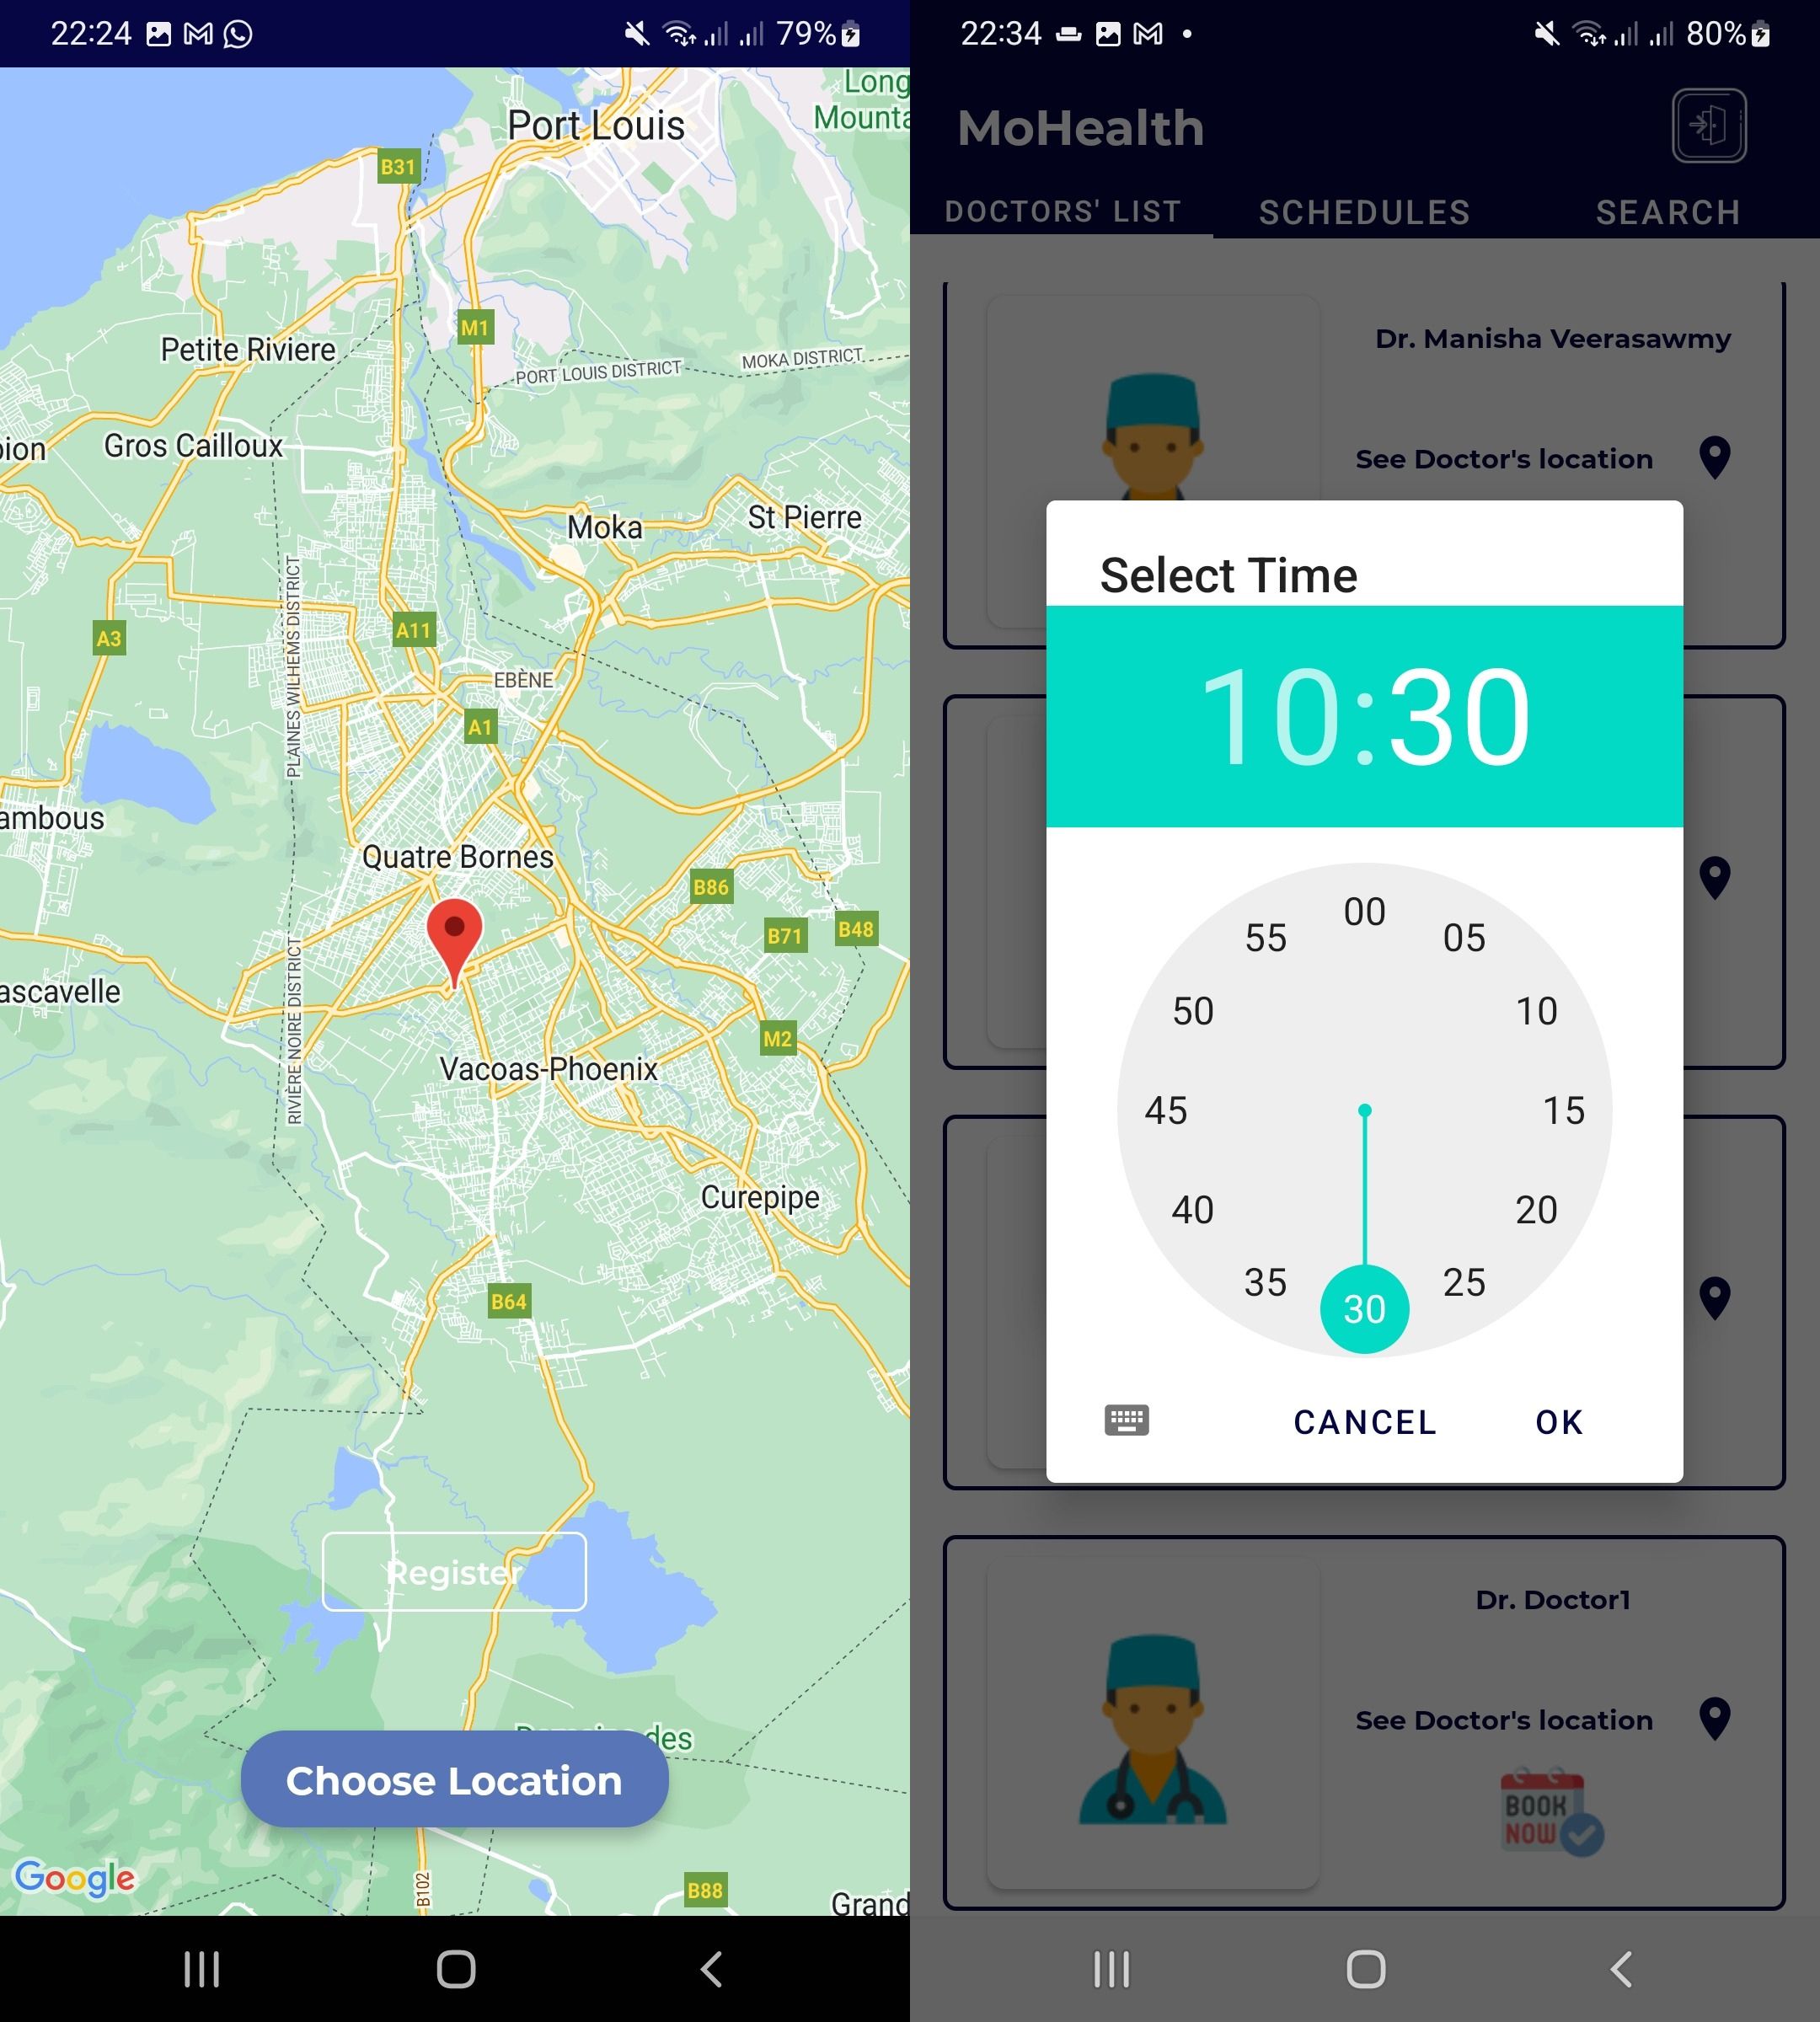 22:24
79%
Long
Mounta
Port Louis
B31
M1
Petite Riviere
PORT LOUIS DISTRICT
MOKA DISTRICT
Gros Cailloux
bion
Moka
St Pierre
A3
A11
PLAINES WILHEMS DISTRICT
EBÈNE
A1
ambous
Quatre Bornes
B86
B71
B48
ascavelle
RIVIÈRE NOIRE DISTRICT
M2
Vacoas-Phoenix
Curepipe
B64
Register
des
Choose Location
Google
B102
B88
Grand
22:34
80%
MoHealth
DOCTORS' LIST
SCHEDULES
SEARCH
Dr. Manisha Veerasawmy
See Doctor's location
Select Time
10:30
00
05
10
15
20
25
30
35
40
45
50
55
CANCEL
OK
Dr. Doctor1
See Doctor's location
BOOK
NOW